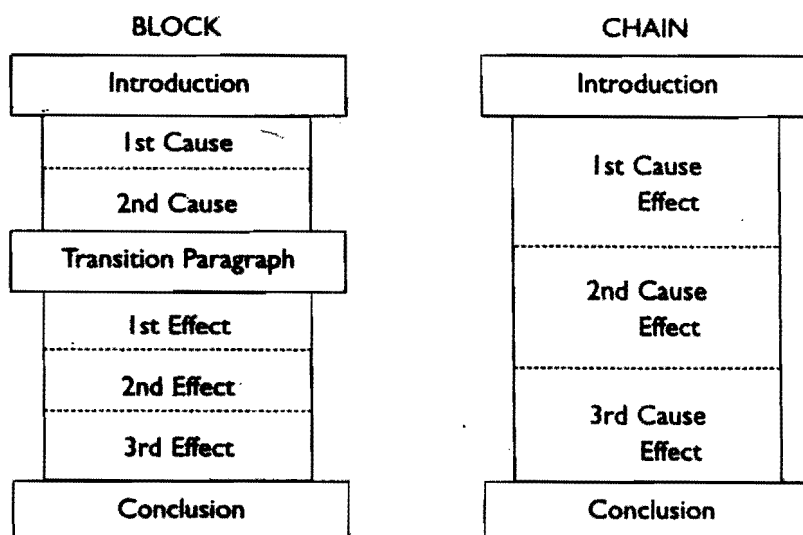 BLOCK
Introduction
1st Cause
2nd Cause
Transition Paragraph
1st Effect
2nd Effect
3rd Effect
Conclusion
CHAIN
Introduction
1st Cause
Effect
2nd Cause
Effect
3rd Cause
Effect
Conclusion